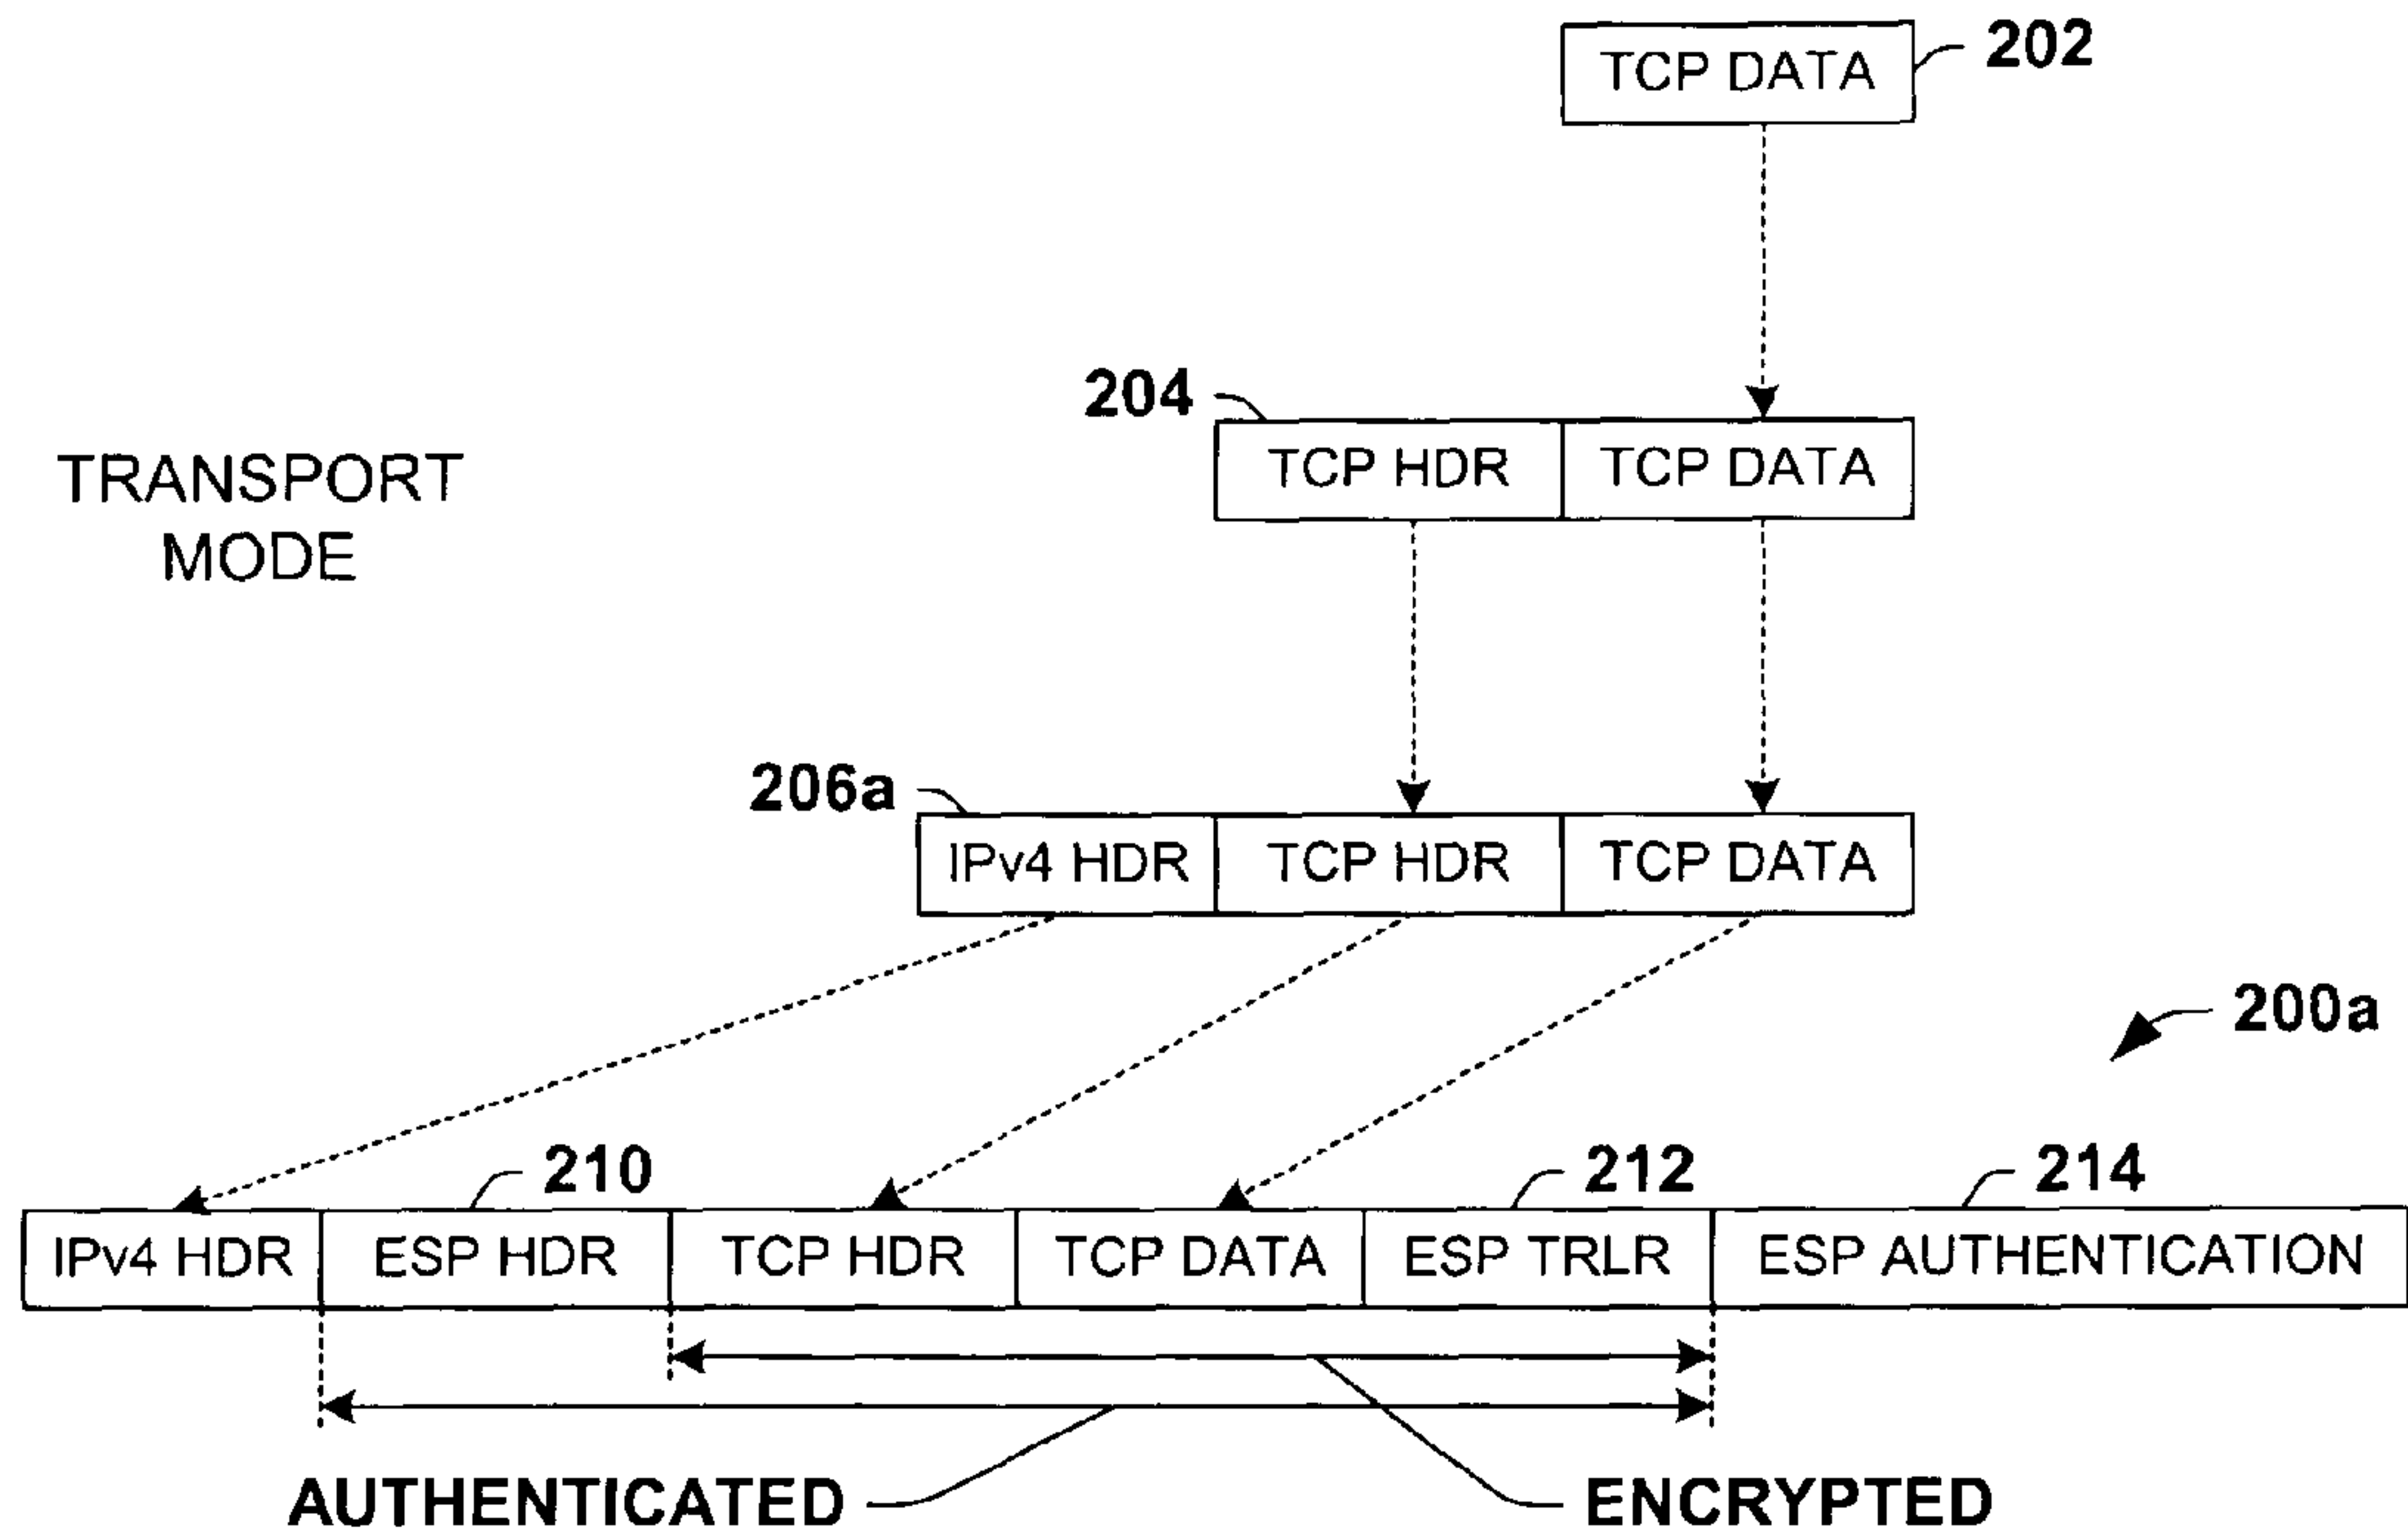 TCP DATA
202
204
TCP HDR
TCP DATA
TRANSPORT
MODE
206a
IPv4 HDR
TCP HDR
TCP DATA
200a
210
212
214
IPv4 HDR
ESP HDR
TCP HDR
TCP DATA
ESP TRLR
ESP AUTHENTICATION
AUTHENTICATED
ENCRYPTED